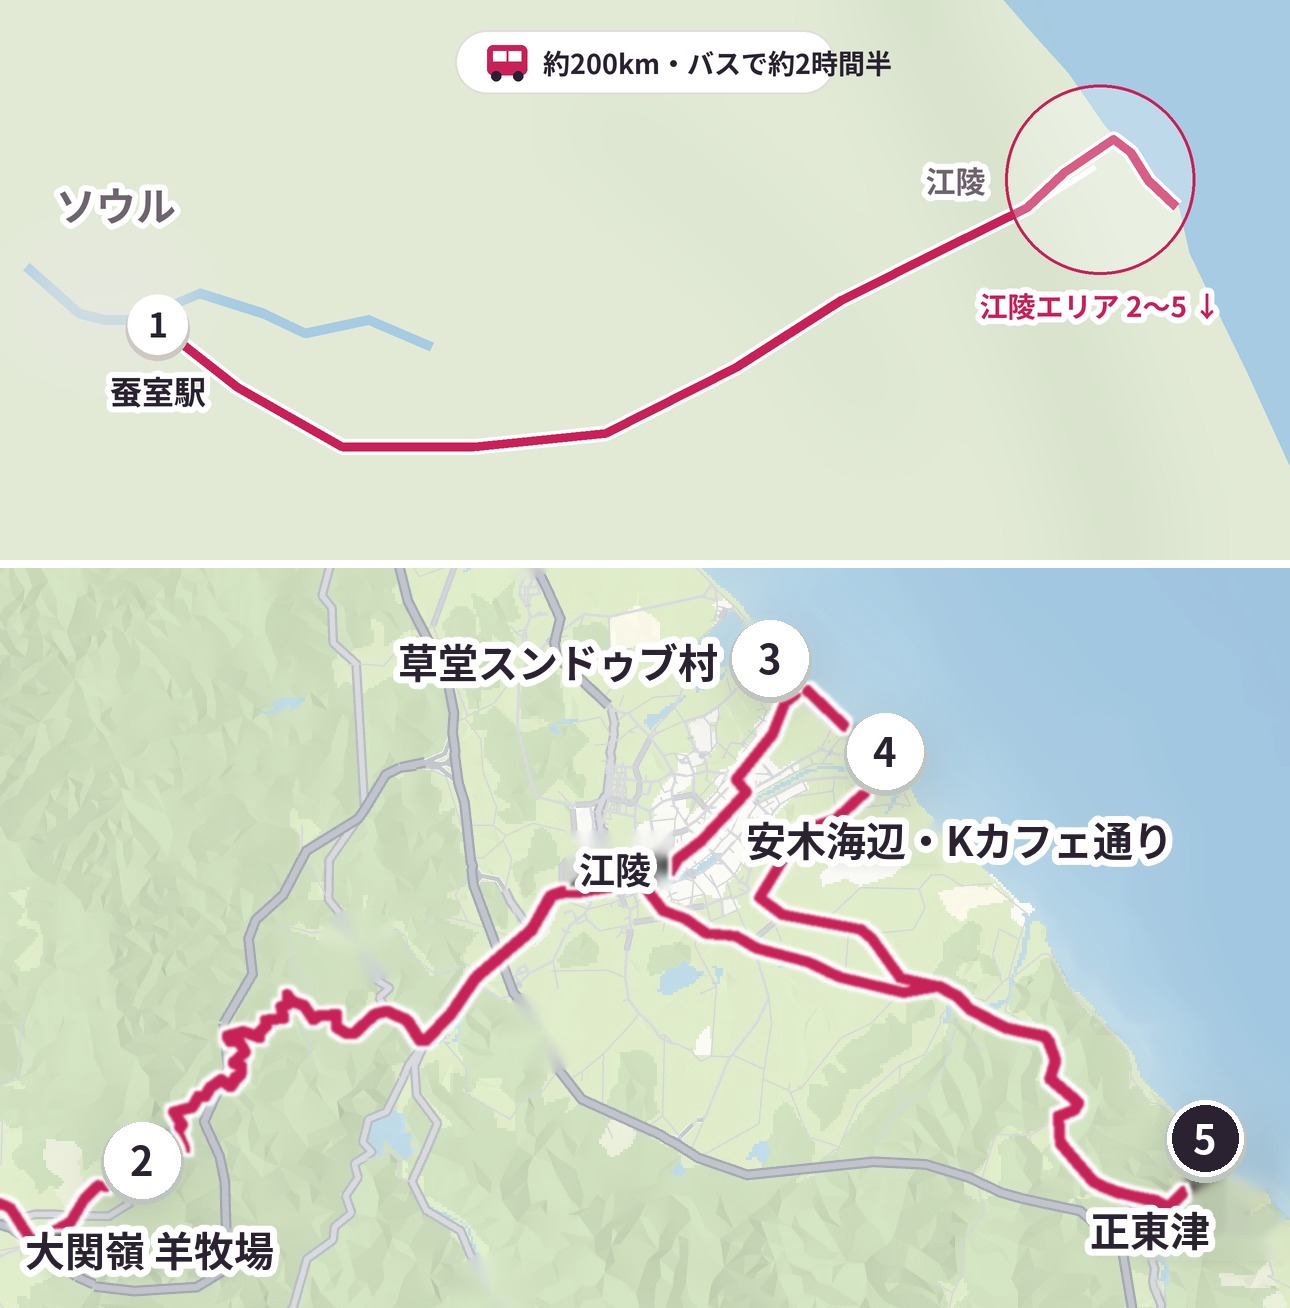 約200km・バスで約2時間半
ソウル
江陵
江陵エリア 2〜5 ↓
1
蚕室駅
草堂スンドゥブ村
3
4
安木海辺・Kカフェ通り
江陵
2
大関嶺 羊牧場
5
正東津